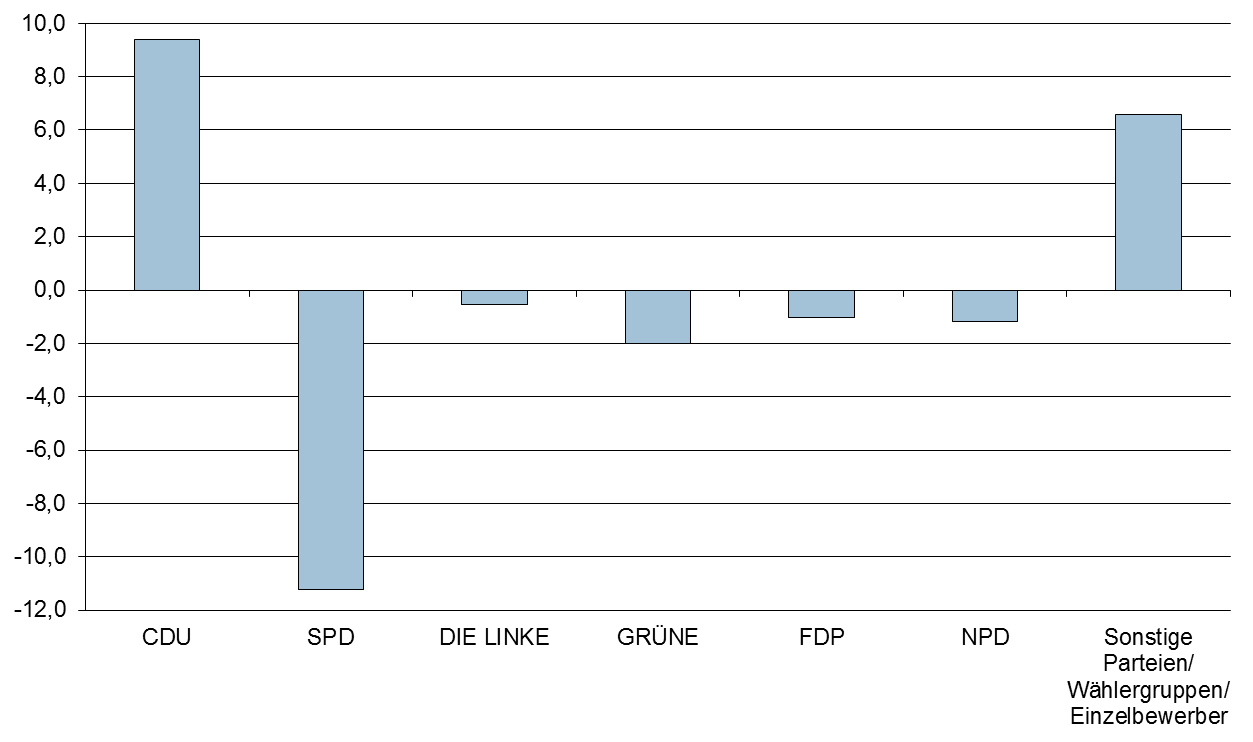 10,0
8,0
6,0
4,0
2,0
0,0
-2,0
-4,0
-6,0
-8,0
-10,0
-12,0
CDU
SPD
DIE LINKE
GRÜNE
FDP
NPD
Sonstige
Parteien/
Wählergruppen/
Einzelbewerber